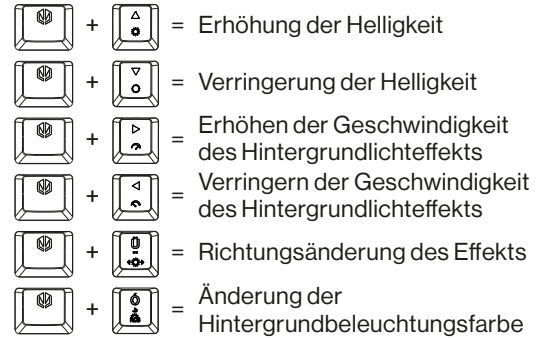 + = Erhöhung der Helligkeit
+ = Verringerung der Helligkeit
+ = Erhöhen der Geschwindigkeit
des Hintergrundlichteffekts
+ = Verringern der Geschwindigkeit
des Hintergrundlichteffekts
+ Ü = Richtungsänderung des Effekts
+ Ö = Änderung der
Hintergrundbeleuchtungsfarbe